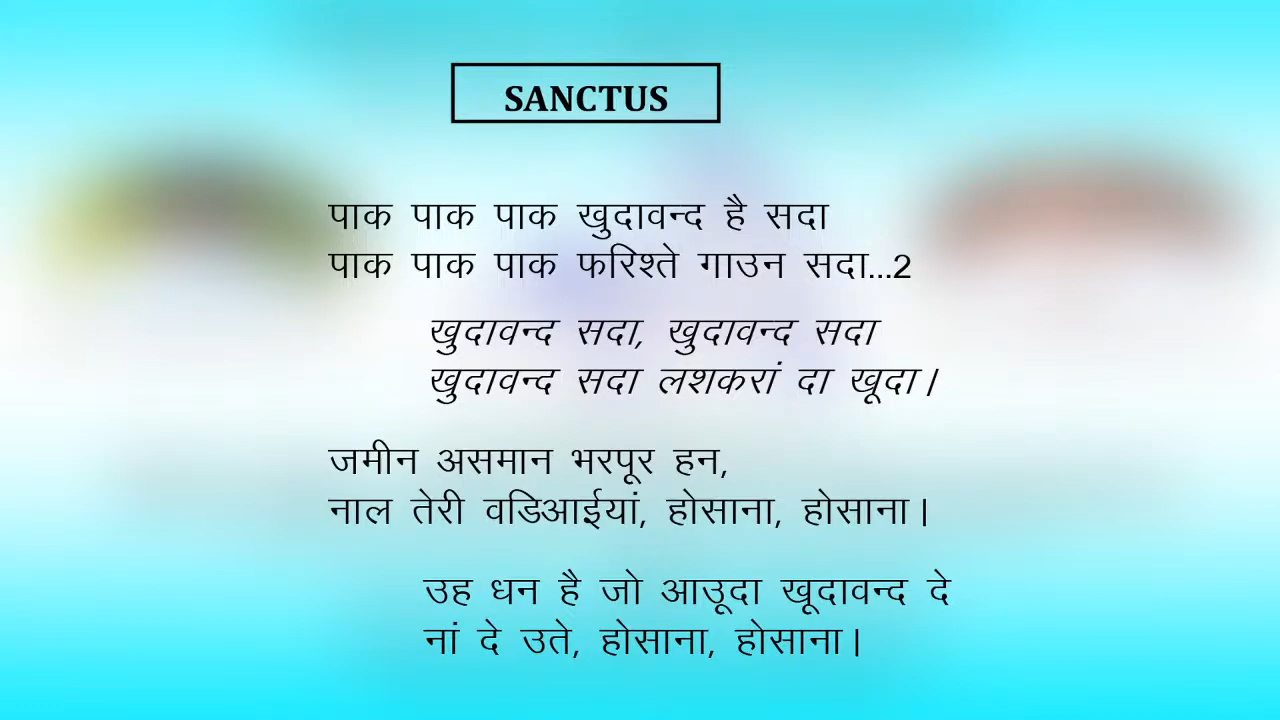 SANCTUS
पाक पाक पाक खुदावन्द है सदा
पाक पाक पाक फरिश्ते गाउन सदा...2
खुदावन्द सदा, खुदावन्द सदा
खुदावन्द सदा लशकरां दा खूदा।
जमीन असमान भरपूर हन,
नाल तेरी वडिआईयां, होसाना, होसाना।
उह धन है जो आउूदा खूदावन्द दे
नां दे उते, होसाना, होसाना।